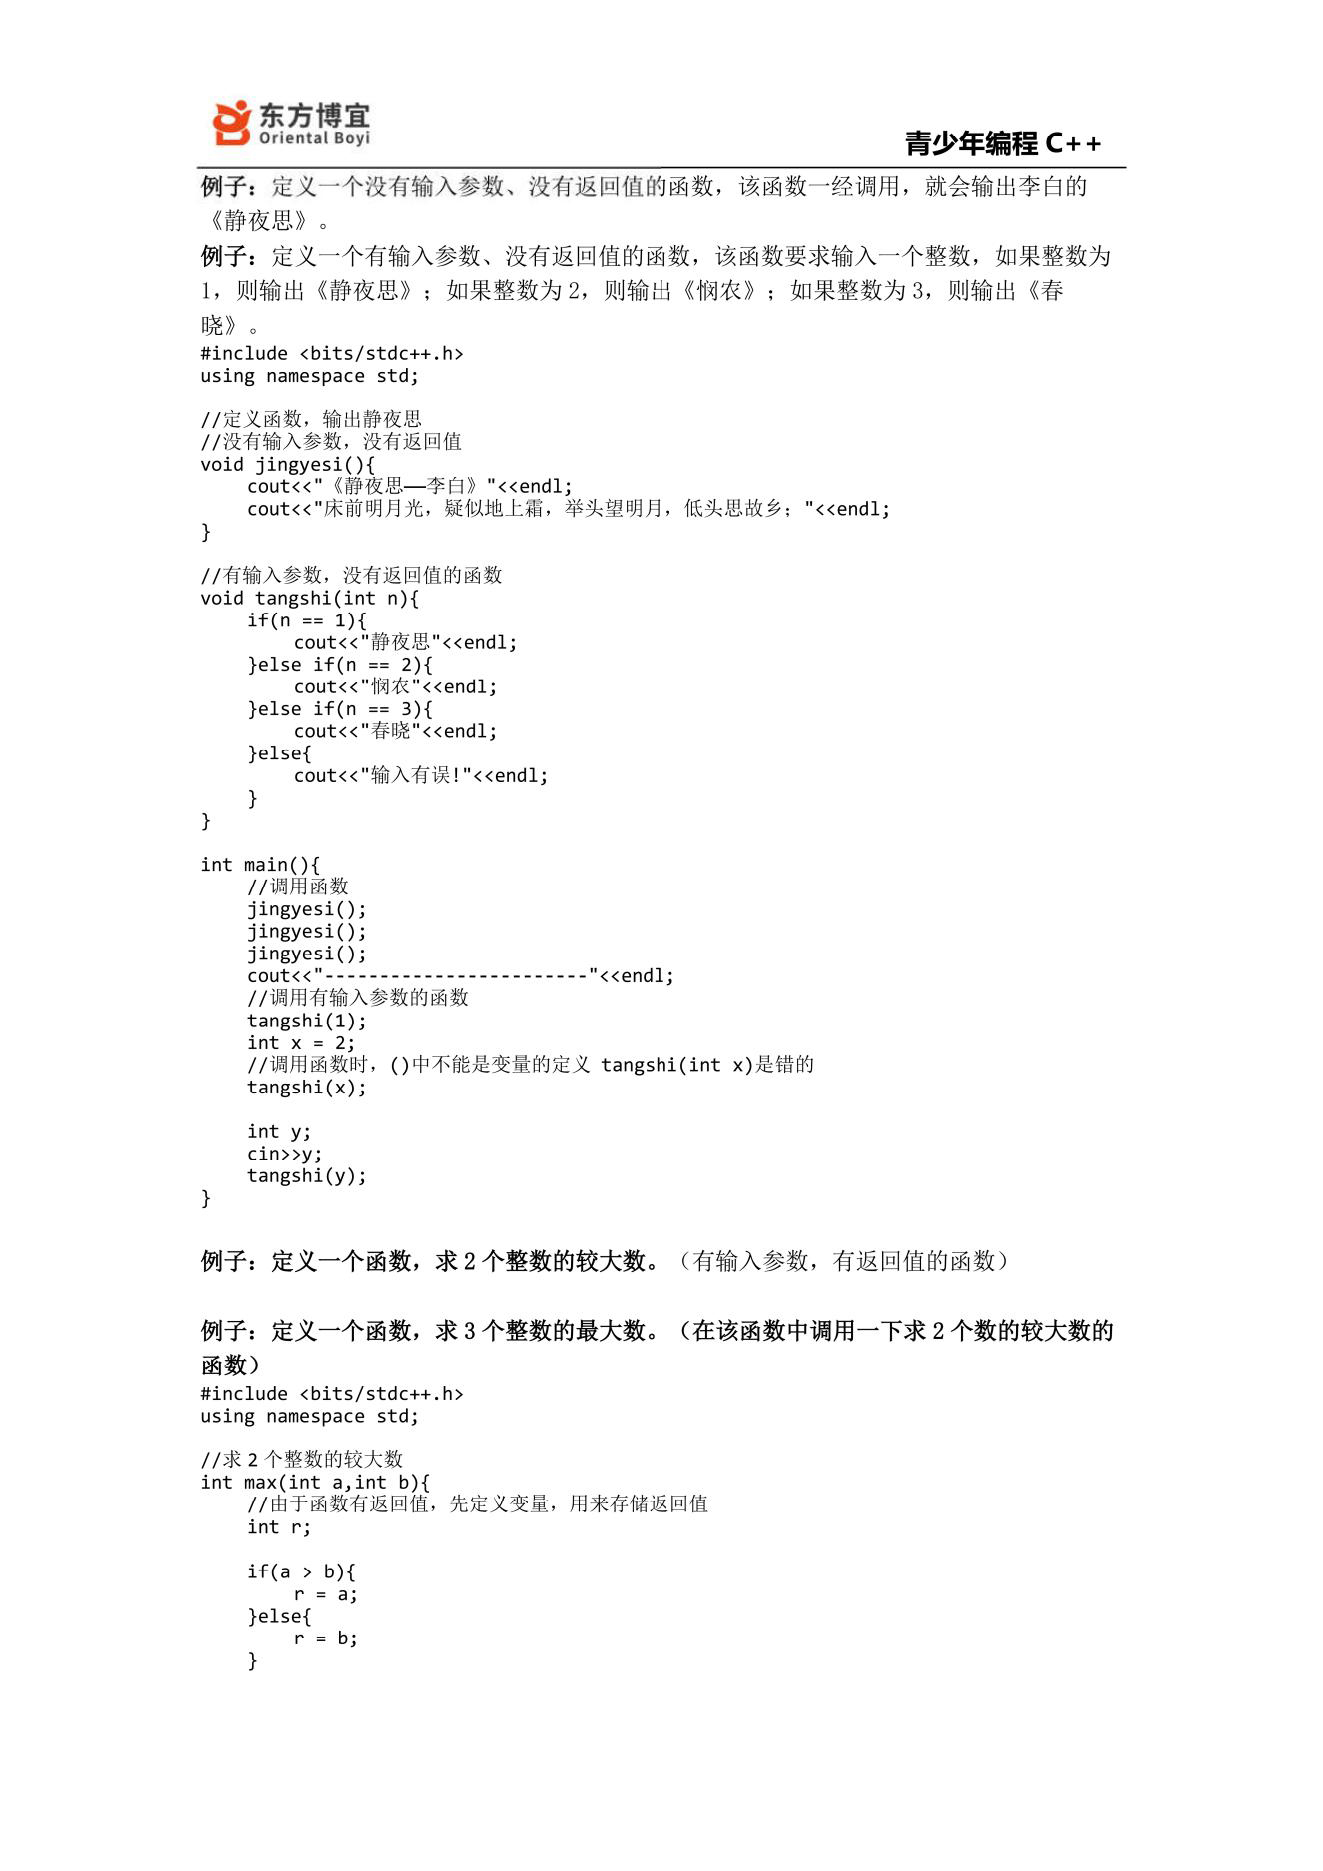 东方博宜
Oriental Boyi
青少年编程 C++
例子：定义一个没有输入参数、没有返回值的函数，该函数一经调用，就会输出李白的
《静夜思》。
例子：定义一个有输入参数、没有返回值的函数，该函数要求输入一个整数，如果整数为
1，则输出《静夜思》；如果整数为 2，则输出《悯农》；如果整数为 3，则输出《春
晓》。
#include <bits/stdc++.h>
using namespace std;
//定义函数，输出静夜思
//没有输入参数，没有返回值
void jingyesi(){
    cout<<"《静夜思——李白》"<<endl;
    cout<<"床前明月光，疑似地上霜，举头望明月，低头思故乡；"<<endl;
}
//有输入参数，没有返回值的函数
void tangshi(int n){
    if(n == 1){
        cout<<"静夜思"<<endl;
    }else if(n == 2){
        cout<<"悯农"<<endl;
    }else if(n == 3){
        cout<<"春晓"<<endl;
    }else{
        cout<<"输入有误!"<<endl;
    }
}
int main(){
    //调用函数
    jingyesi();
    jingyesi();
    jingyesi();
    cout<<"------------------------"<<endl;
    //调用有输入参数的函数
    tangshi(1);
    int x = 2;
    //调用函数时，()中不能是变量的定义 tangshi(int x)是错的
    tangshi(x);
    int y;
    cin>>y;
    tangshi(y);
}
例子：定义一个函数，求 2 个整数的较大数。（有输入参数，有返回值的函数）
例子：定义一个函数，求 3 个整数的最大数。（在该函数中调用一下求 2 个数的较大数的
函数）
#include <bits/stdc++.h>
using namespace std;
//求 2 个整数的较大数
int max(int a,int b){
    //由于函数有返回值，先定义变量，用来存储返回值
    int r;
    if(a > b){
        r = a;
    }else{
        r = b;
    }